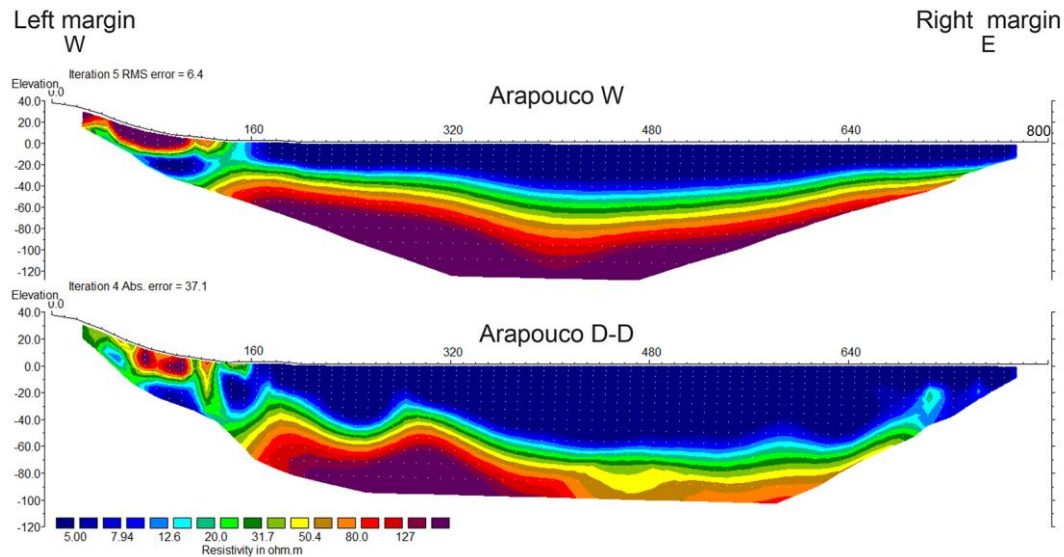 Left margin
W
Right margin
E
Iteration 5 RMS error = 6.4
Elevation
0.0
Arapouco W
160 320 480 640 800
40.0
20.0
0.0
-20.0
-40.0
-60.0
-80.0
-100
-120
Iteration 4 Abs. error = 37.1
Elevation
0.0
Arapouco D-D
160 320 480 640
40.0
20.0
0.0
-20.0
-40.0
-60.0
-80.0
-100
-120
5.00 7.94 12.6 20.0 31.7 50.4 80.0 127
Resistivity in ohm.m